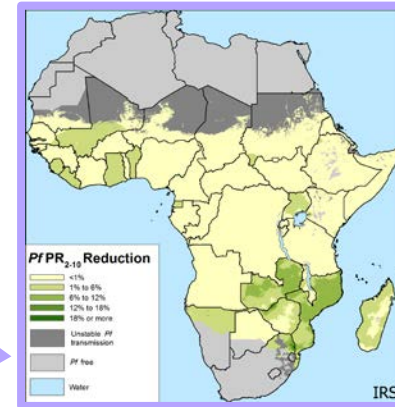 Pf PR2-10 Reduction
<1%
1% to 6%
6% to 12%
12% to 18%
18% or more
Unstable Pf
transmission
Pf free
Water
IRS